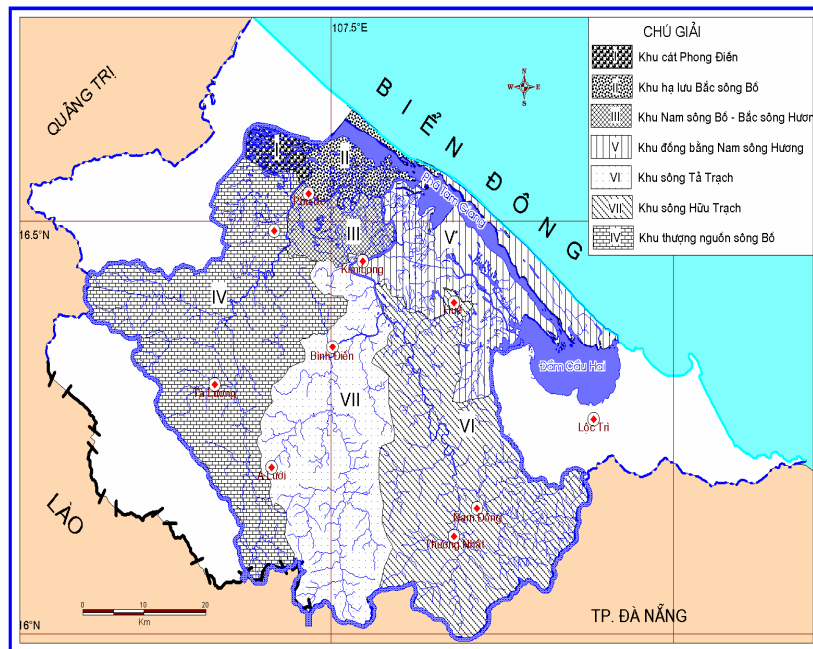 107.5°E
CHÚ GIẢI
I Khu cát Phong Điền
II Khu hạ lưu Bắc sông Bồ
III Khu Nam sông Bồ - Bắc sông Hươn
V Khu đồng bằng Nam sông Hương
VI Khu sông Tả Trạch
VII Khu sông Hữu Trạch
IV Khu thượng nguồn sông Bồ
N
W E
S
QUẢNG TRỊ
BIỂN ĐÔNG
I
II
III
IV
V
VI
VII
16.5°N
Kim Long
Huế
Bình Điền
Đầm Cầu Hai
Tà Lương
Lộc Trì
A Lưới
Nam Đông
Thượng Nhật
LÀO
0 10 20
Km
16°N
TP. ĐÀ NẴNG